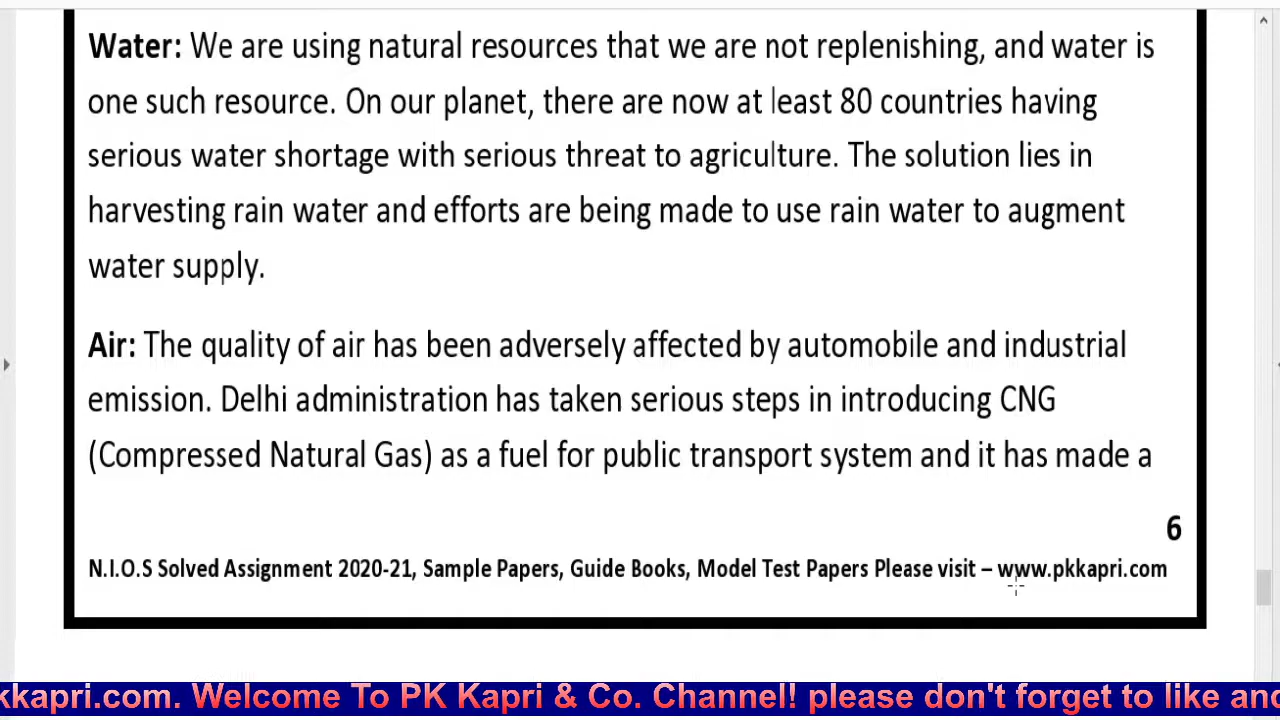 Water: We are using natural resources that we are not replenishing, and water is
one such resource. On our planet, there are now at least 80 countries having
serious water shortage with serious threat to agriculture. The solution lies in
harvesting rain water and efforts are being made to use rain water to augment
water supply.
Air: The quality of air has been adversely affected by automobile and industrial
emission. Delhi administration has taken serious steps in introducing CNG
(Compressed Natural Gas) as a fuel for public transport system and it has made a
6
N.I.O.S Solved Assignment 2020-21, Sample Papers, Guide Books, Model Test Papers Please visit – www.pkkapri.com
kkapri.com. Welcome To PK Kapri & Co. Channel! please don't forget to like and